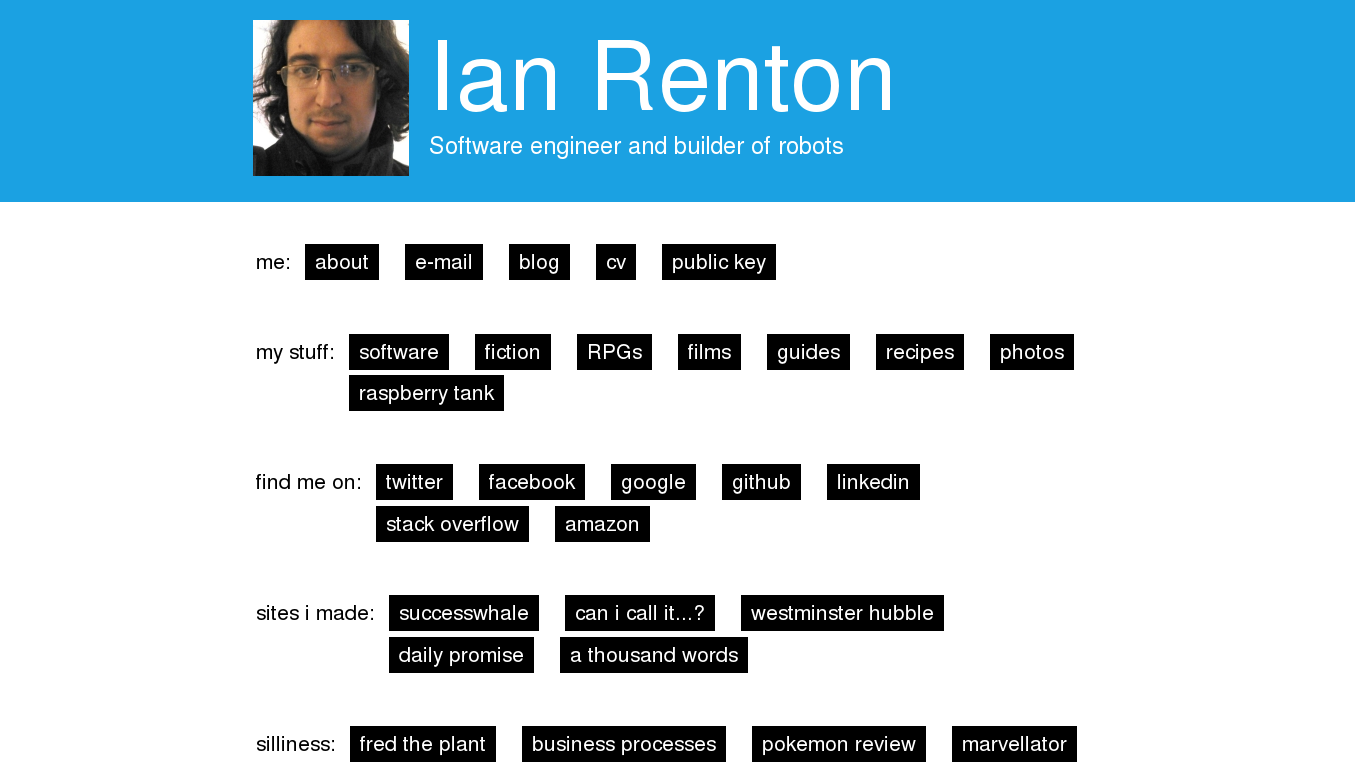 Ian Renton
Software engineer and builder of robots
me: about e-mail blog cv public key
my stuff: software fiction RPGs films guides recipes photos
raspberry tank
find me on: twitter facebook google github linkedin
stack overflow amazon
sites i made: successwhale can i call it...? westminster hubble
daily promise a thousand words
silliness: fred the plant business processes pokemon review marvellator